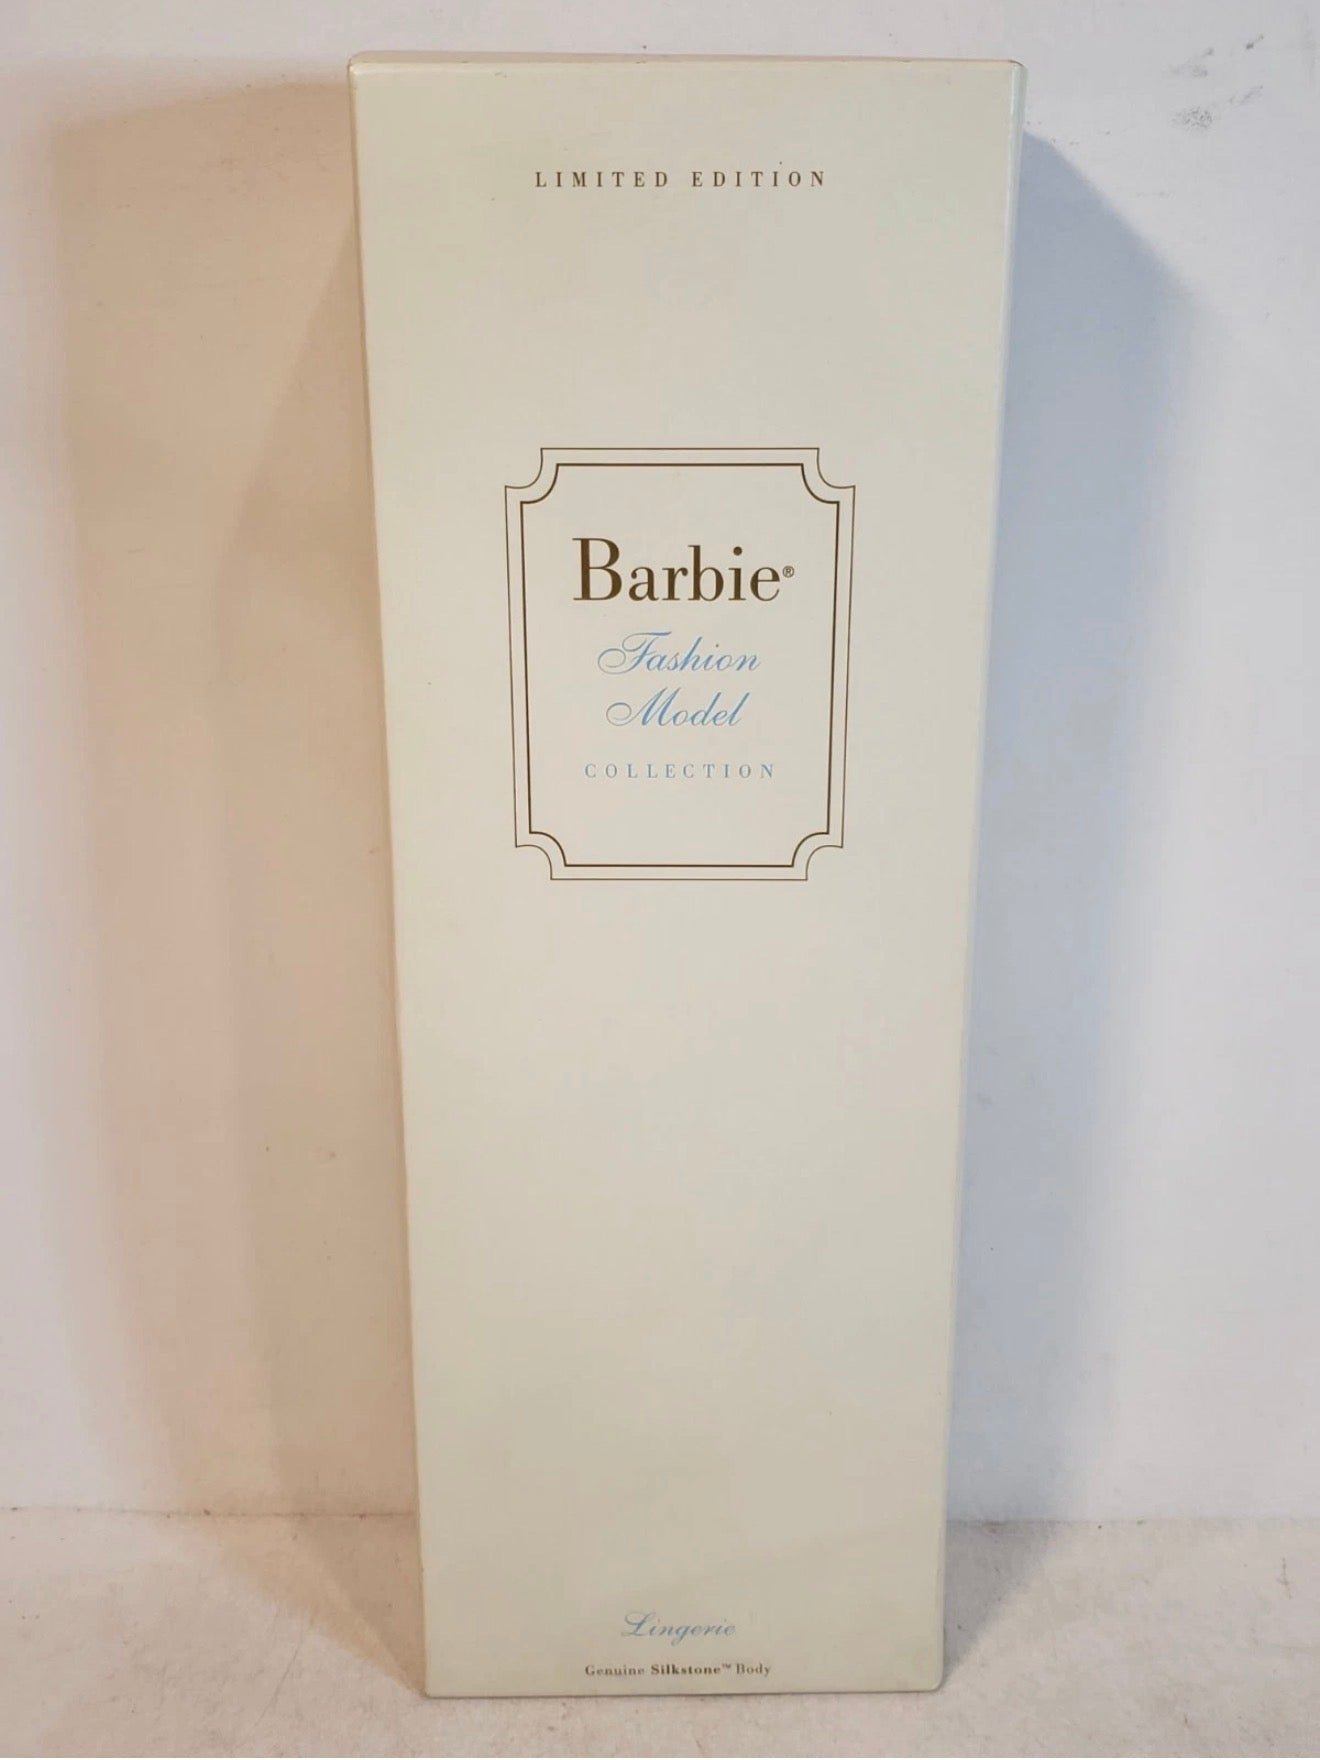 LIMITED EDITION
Barbie®
Fashion
Model
COLLECTION
Lingerie
Genuine Silkstone™ Body